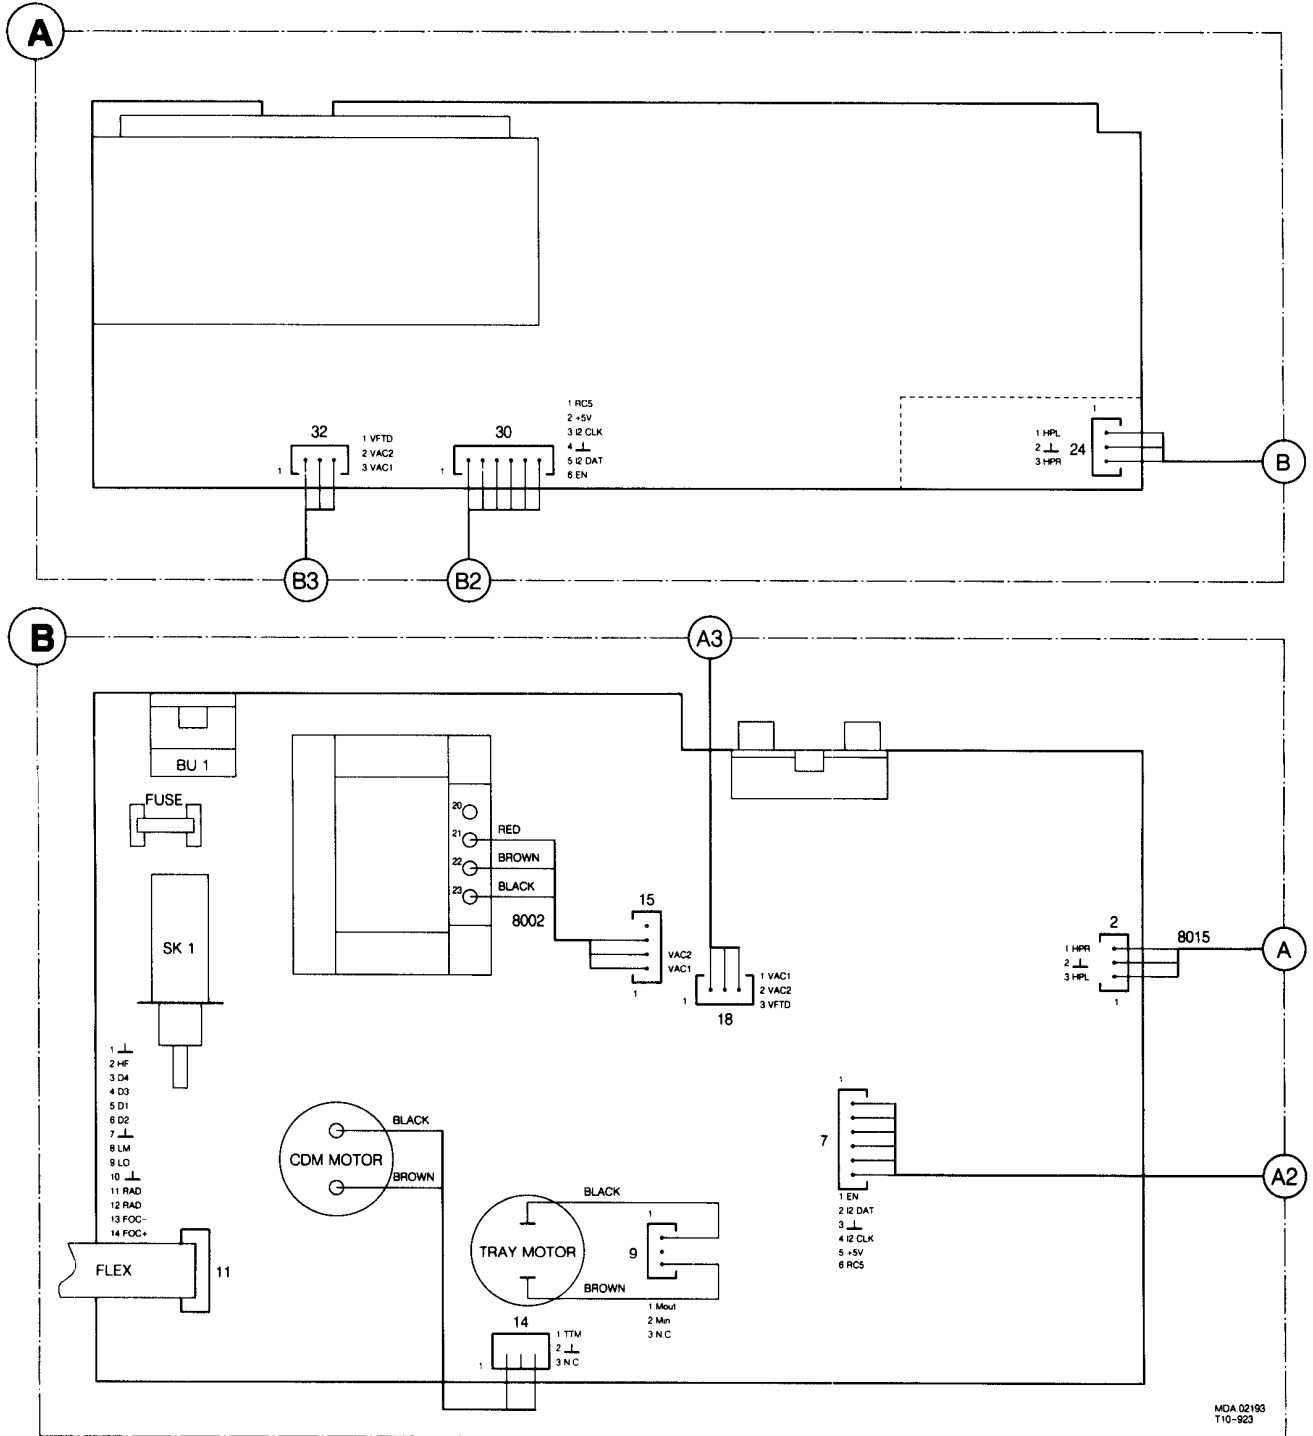 A
32
1
1 VFTD
2 VAC2
3 VAC1
30
1
1 RC5
2 +5V
3 I2 CLK
4 ⊥
5 I2 DAT
6 EN
1
1 HPL
2 ⊥
3 HPR
24
B
B3
B2
B
A3
BU 1
FUSE
20
21
22
23
RED
BROWN
BLACK
8002
SK 1
15
VAC2
VAC1
1
1
1 VAC1
2 VAC2
3 VFTD
18
2
1 HPR
2 ⊥
3 HPL
1
8015
A
1 ⊥
2 HF
3 D4
4 D3
5 D1
6 D2
7 ⊥
8 LM
9 LO
10 ⊥
11 RAD
12 RAD
13 FOC-
14 FOC+
FLEX
11
CDM MOTOR
BLACK
BROWN
TRAY MOTOR
BLACK
BROWN
1
9
1 Mout
2 Min
3 N.C
14
1
1 TTM
2 ⊥
3 N.C
1
7
1 EN
2 I2 DAT
3 ⊥
4 I2 CLK
5 +5V
6 RC5
A2
MDA 02193
T10-923